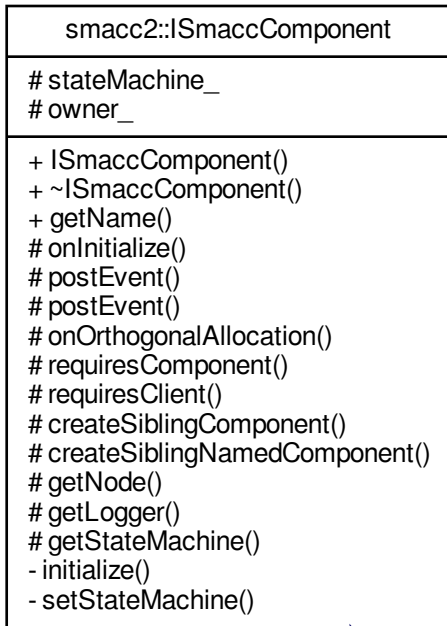 smacc2::ISmaccComponent
# stateMachine_
# owner_
+ ISmaccComponent()
+ ~ISmaccComponent()
+ getName()
# onInitialize()
# postEvent()
# postEvent()
# onOrthogonalAllocation()
# requiresComponent()
# requiresClient()
# createSiblingComponent()
# createSiblingNamedComponent()
# getNode()
# getLogger()
# getStateMachine()
- initialize()
- setStateMachine()